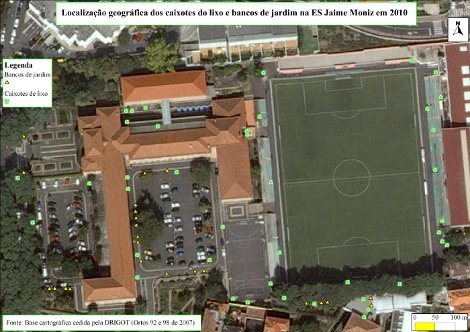 Localização geográfica dos caixotes do lixo e bancos de jardim na ES Jaime Moniz em 2010
N
Legenda
Bancos de jardim
Caixotes de lixo
0 50 100 m
Fonte: Base cartográfica cedida pela DRIGOT (Ortos 92 e 98 de 2007)